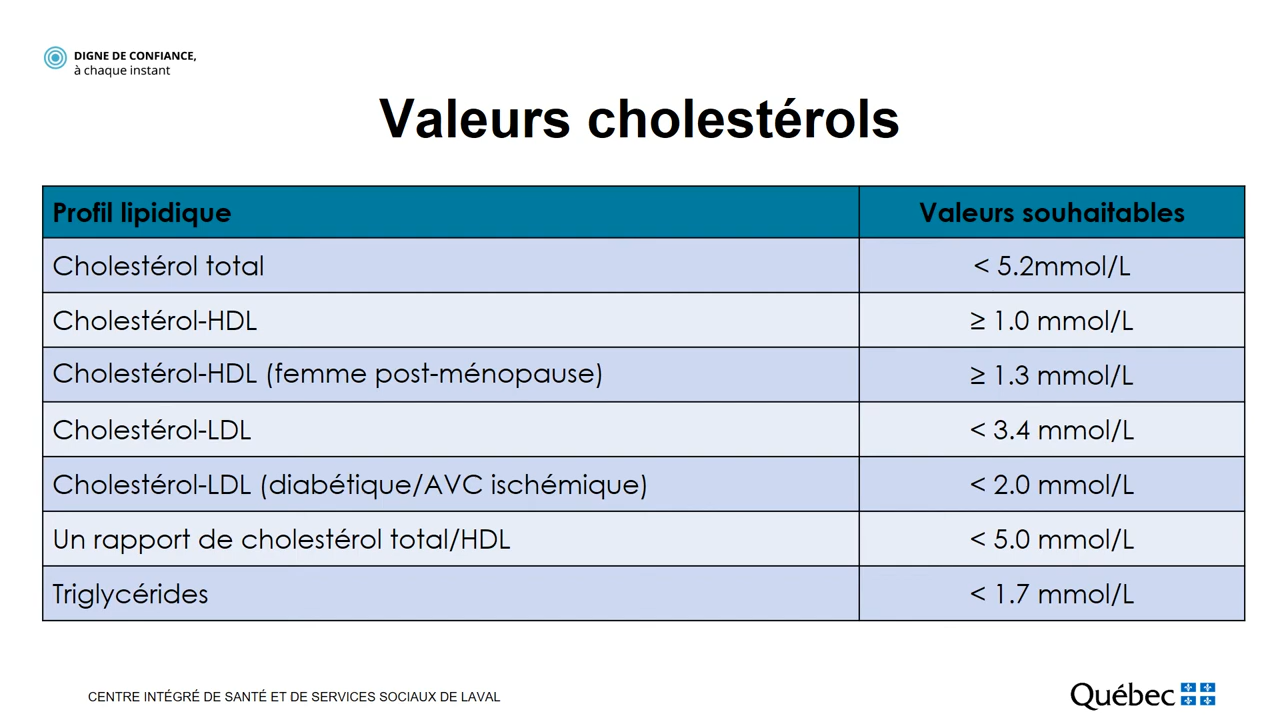 DIGNE DE CONFIANCE,
à chaque instant
Valeurs cholestérols
Profil lipidique Valeurs souhaitables
Cholestérol total < 5.2mmol/L
Cholestérol-HDL ≥ 1.0 mmol/L
Cholestérol-HDL (femme post-ménopause) ≥ 1.3 mmol/L
Cholestérol-LDL < 3.4 mmol/L
Cholestérol-LDL (diabétique/AVC ischémique) < 2.0 mmol/L
Un rapport de cholestérol total/HDL < 5.0 mmol/L
Triglycérides < 1.7 mmol/L
CENTRE INTÉGRÉ DE SANTÉ ET DE SERVICES SOCIAUX DE LAVAL
Québec